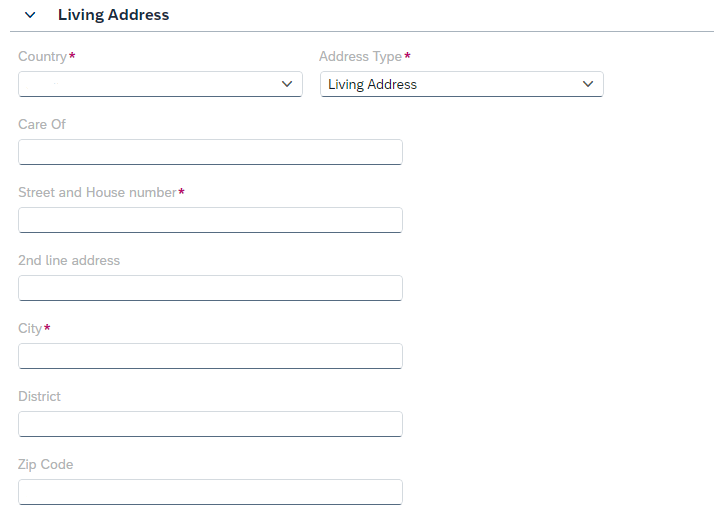 Living Address
Country* Address Type*
Living Address
Care Of
Street and House number*
2nd line address
City*
District
Zip Code